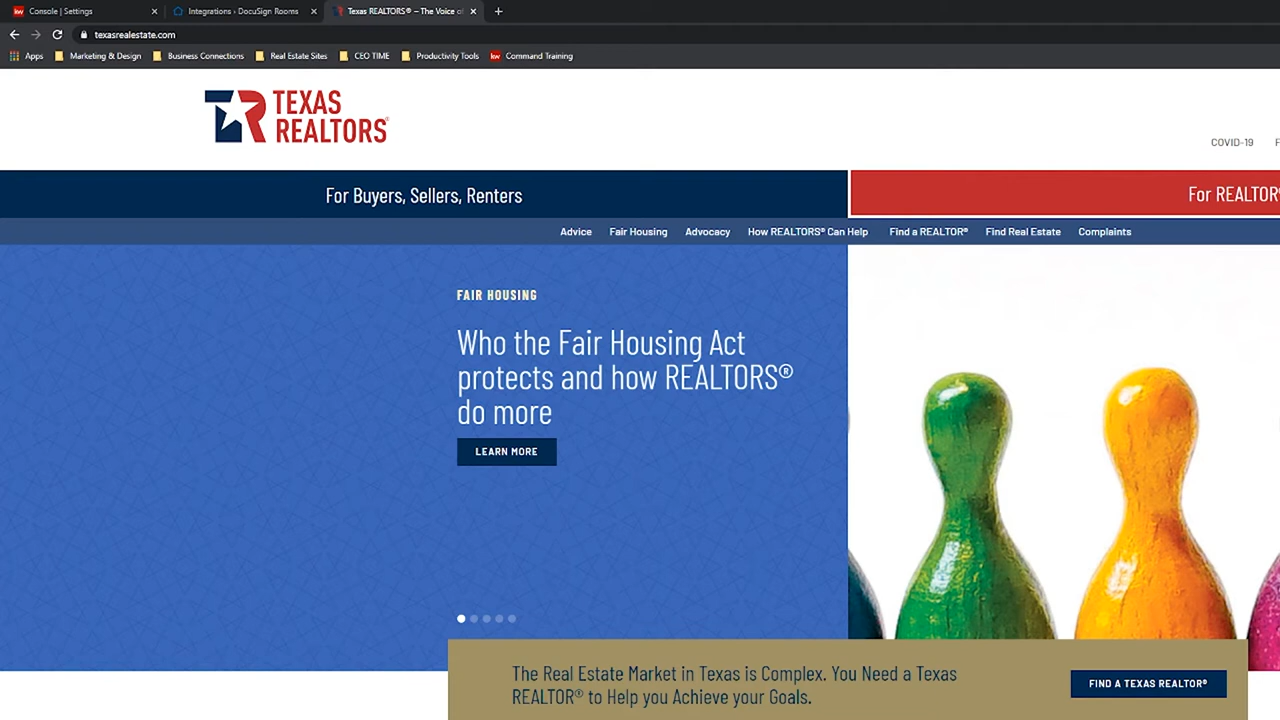 Console | Settings
Integrations › DocuSign Rooms
Texas REALTORS® – The Voice of
texasrealestate.com
Apps
Marketing & Design
Business Connections
Real Estate Sites
CEO TIME
Productivity Tools
kw
Command Training
TEXAS
REALTORS®
COVID-19
For Buyers, Sellers, Renters
For REALTOR
Advice
Fair Housing
Advocacy
How REALTORS® Can Help
Find a REALTOR®
Find Real Estate
Complaints
FAIR HOUSING
Who the Fair Housing Act
protects and how REALTORS®
do more
LEARN MORE
The Real Estate Market in Texas is Complex. You Need a Texas
REALTOR® to Help you Achieve your Goals.
FIND A TEXAS REALTOR®